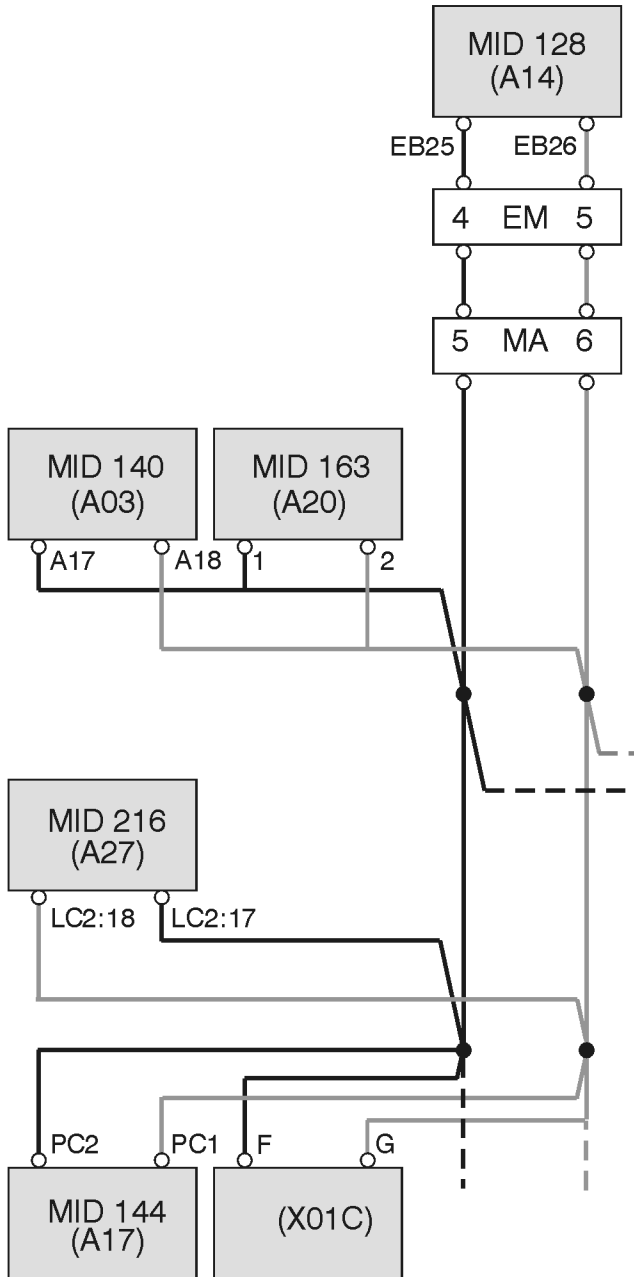 MID 128
(A14)
EB25 EB26
4 EM 5
5 MA 6
MID 140
(A03)
MID 163
(A20)
A17 A18 1 2
MID 216
(A27)
LC2:18 LC2:17
PC2 PC1 F G
MID 144
(A17)
(X01C)